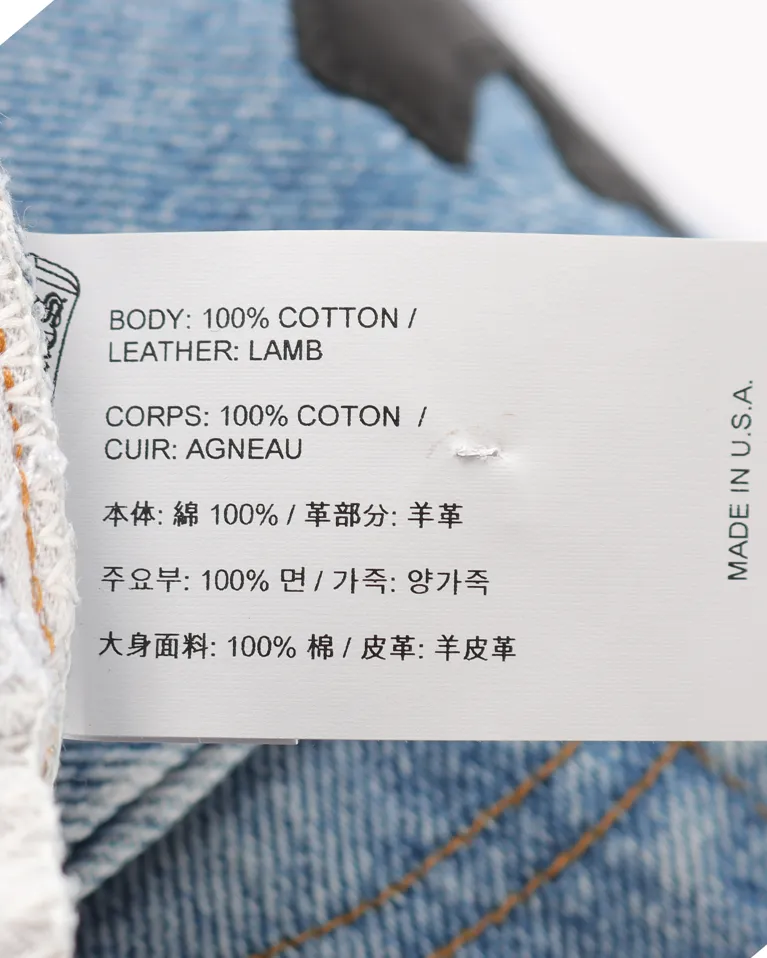 BODY: 100% COTTON /
LEATHER: LAMB
CORPS: 100% COTON /
CUIR: AGNEAU
本体: 綿 100% / 革部分: 羊革
주요부: 100% 면 / 가죽: 양가죽
大身面料: 100% 棉 / 皮革: 羊皮革
MADE IN U.S.A.